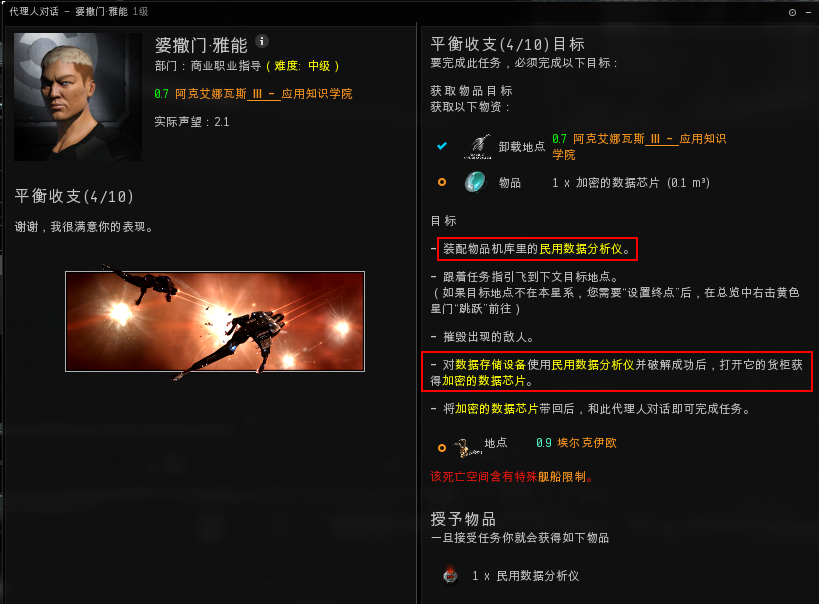 代理人对话 - 婆撒门·雅能 1级
婆撒门·雅能
部门：商业职业指导（难度: 中级）
0.7 阿克艾娜瓦斯 III - 应用知识学院
实际声望：2.1
平衡收支(4/10)
谢谢，我很满意你的表现。
平衡收支(4/10)目标
要完成此任务，必须完成以下目标：
获取物品目标
获取以下物资：
卸载地点 0.7 阿克艾娜瓦斯 III - 应用知识
学院
物品 1 x 加密的数据芯片 (0.1 m³)
目标
- 装配物品机库里的民用数据分析仪。
- 跟着任务指引飞到下文目标地点。
（如果目标地点不在本星系，您需要“设置终点”后，在总览中右击黄色
星门“跳跃”前往）
- 摧毁出现的敌人。
- 对数据存储设备使用民用数据分析仪并破解成功后，打开它的货柜获
得加密的数据芯片。
- 将加密的数据芯片带回后，和此代理人对话即可完成任务。
地点 0.9 埃尔克伊欧
该死亡空间含有特殊舰船限制。
授予物品
一旦接受任务你就会获得如下物品
1 x 民用数据分析仪